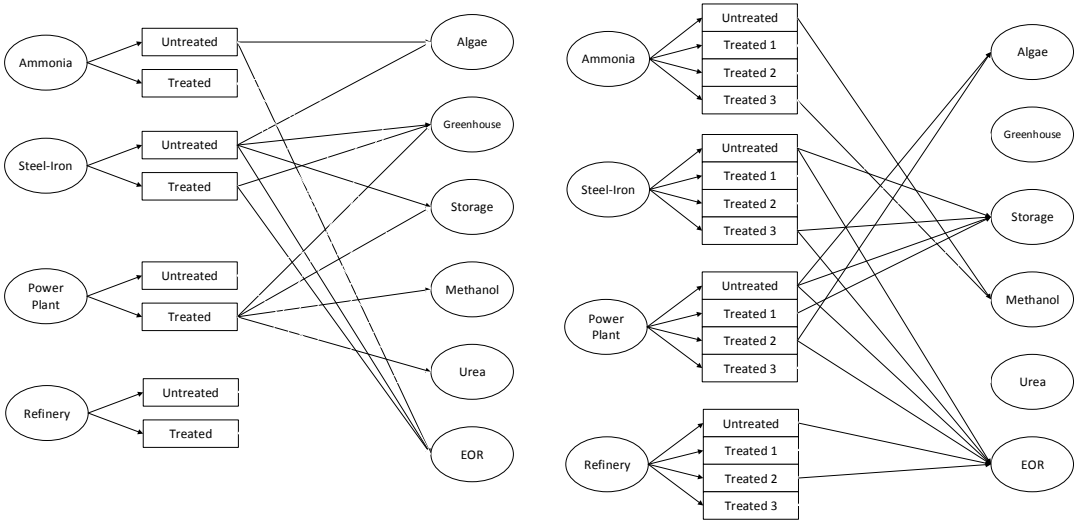 Ammonia
Untreated
Treated
Steel-Iron
Untreated
Treated
Power
Plant
Untreated
Treated
Refinery
Untreated
Treated
Algae
Greenhouse
Storage
Methanol
Urea
EOR
Ammonia
Untreated
Treated 1
Treated 2
Treated 3
Steel-Iron
Untreated
Treated 1
Treated 2
Treated 3
Power
Plant
Untreated
Treated 1
Treated 2
Treated 3
Refinery
Untreated
Treated 1
Treated 2
Treated 3
Algae
Greenhouse
Storage
Methanol
Urea
EOR